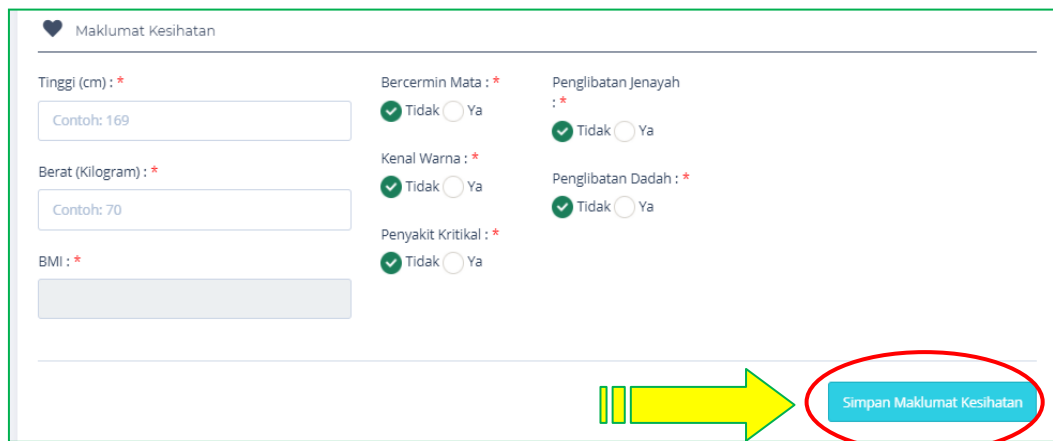 Maklumat Kesihatan
Tinggi (cm) : *
Contoh: 169
Berat (Kilogram) : *
Contoh: 70
BMI : *
Bercermin Mata : *
Tidak Ya
Kenal Warna : *
Tidak Ya
Penyakit Kritikal : *
Tidak Ya
Penglibatan Jenayah
: *
Tidak Ya
Penglibatan Dadah : *
Tidak Ya
Simpan Maklumat Kesihatan